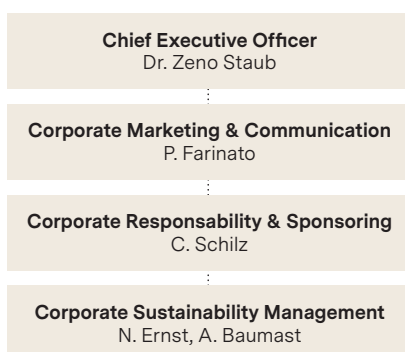 Chief Executive Officer
Dr. Zeno Staub
Corporate Marketing & Communication
P. Farinato
Corporate Responsability & Sponsoring
C. Schilz
Corporate Sustainability Management
N. Ernst, A. Baumast